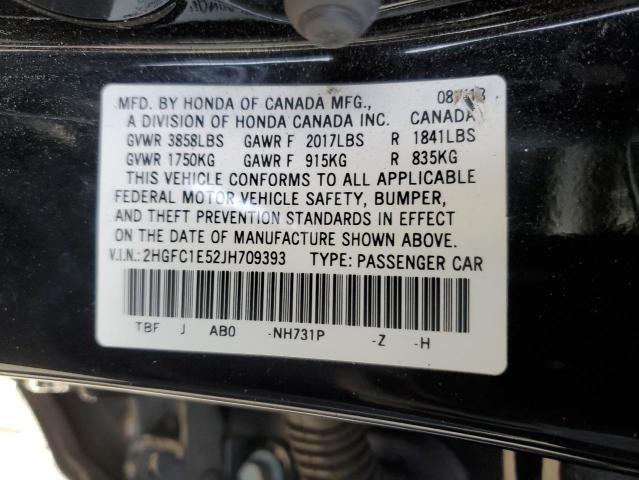 MFD. BY HONDA OF CANADA MFG.,
A DIVISION OF HONDA CANADA INC. CANADA
GVWR 3858LBS GAWR F 2017LBS R 1841LBS
GVWR 1750KG GAWR F 915KG R 835KG
THIS VEHICLE CONFORMS TO ALL APPLICABLE
FEDERAL MOTOR VEHICLE SAFETY, BUMPER,
AND THEFT PREVENTION STANDARDS IN EFFECT
ON THE DATE OF MANUFACTURE SHOWN ABOVE.
V.I.N.: 2HGFC1E52JH709393 TYPE: PASSENGER CAR
TBF J AB0 -NH731P -Z -H